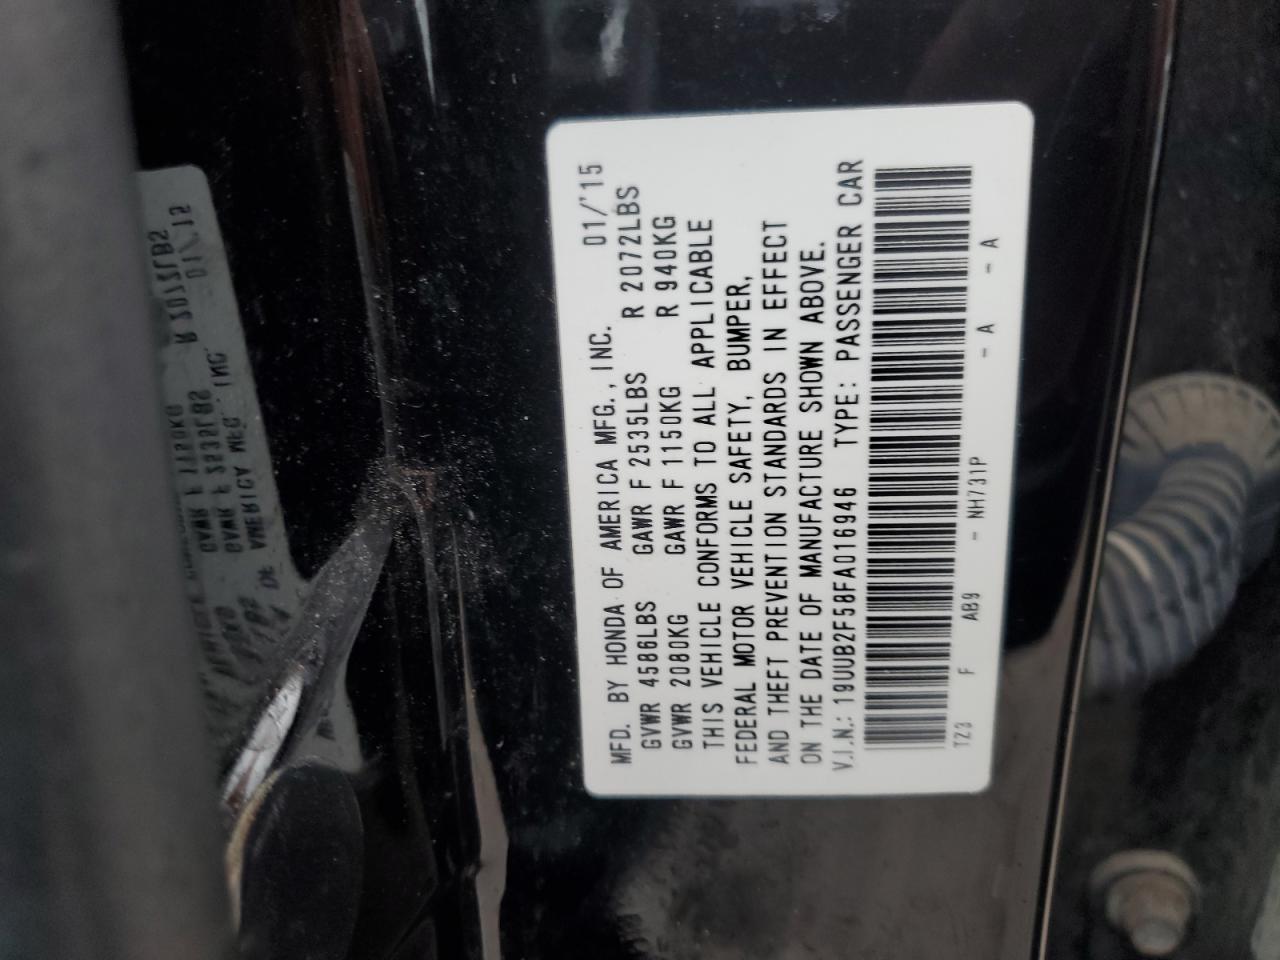 MFD. BY HONDA OF AMERICA MFG., INC. 01/'15
GVWR 4586LBS GAWR F 2535LBS R 2072LBS
GVWR 2080KG GAWR F 1150KG R 940KG
THIS VEHICLE CONFORMS TO ALL APPLICABLE
FEDERAL MOTOR VEHICLE SAFETY, BUMPER,
AND THEFT PREVENTION STANDARDS IN EFFECT
ON THE DATE OF MANUFACTURE SHOWN ABOVE.
V.I.N.: 19UUB2F58FA016946 TYPE: PASSENGER CAR
TZ3 F AB9 - NH731P - A - A